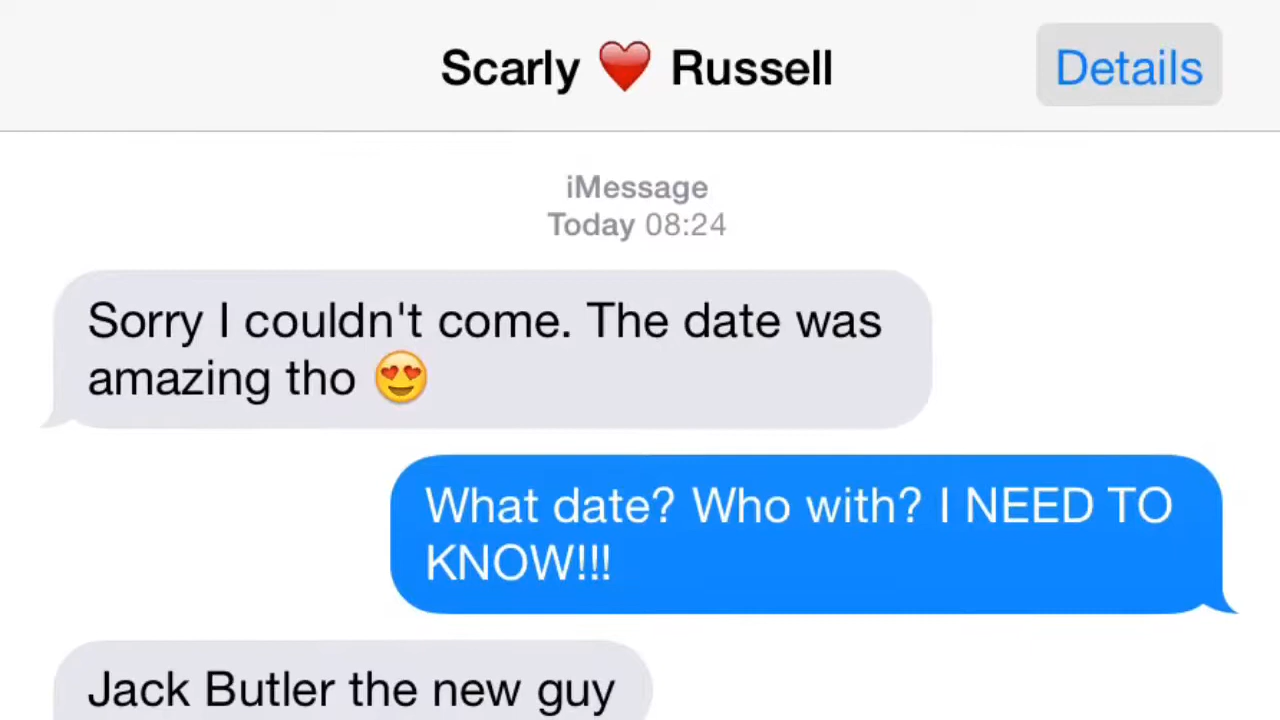 Scarly ❤️ Russell
Details
iMessage
Today 08:24
Sorry I couldn't come. The date was
amazing tho 😍
What date? Who with? I NEED TO
KNOW!!!
Jack Butler the new guy